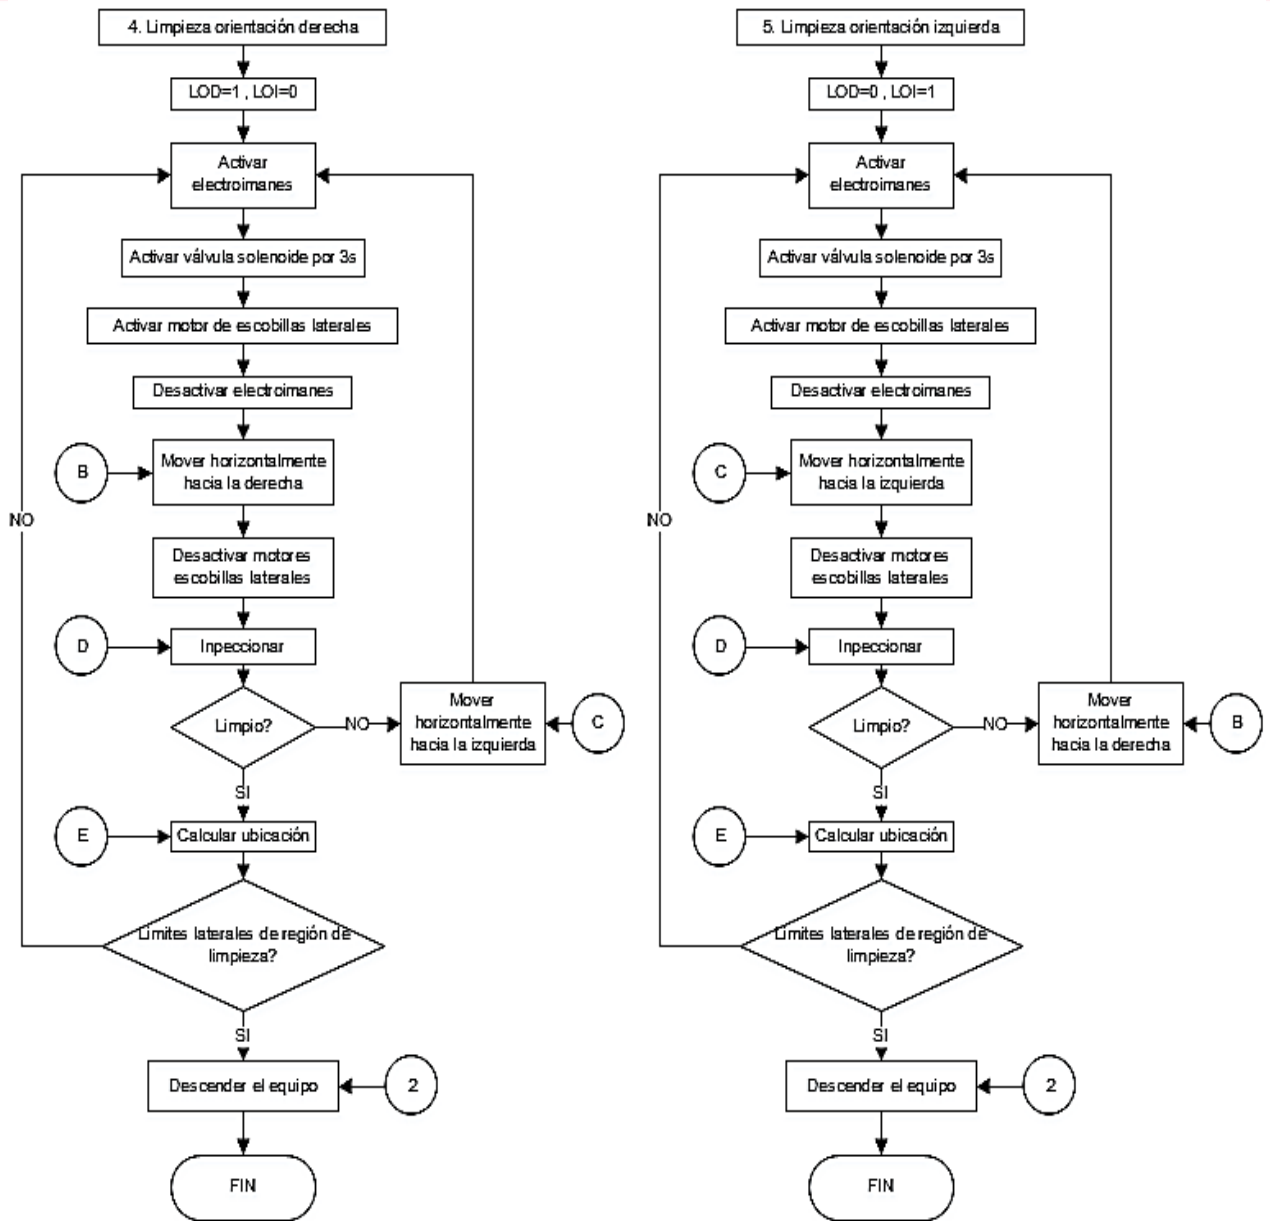 4. Limpieza orientación derecha
LOD=1 , LOI=0
Activar
electroimanes
Activar válvula solenoide por 3s
Activar motor de escobillas laterales
Desactivar electroimanes
B
Mover horizontalmente
hacia la derecha
NO
Desactivar motores
escobillas laterales
D
Inpeccionar
Limpio?
NO
Mover
horizontalmente
hacia la izquierda
C
SI
E
Calcular ubicación
Límites laterales de región de
limpieza?
SI
Descender el equipo
2
FIN
5. Limpieza orientación izquierda
LOD=0 , LOI=1
Activar
electroimanes
Activar válvula solenoide por 3s
Activar motor de escobillas laterales
Desactivar electroimanes
C
Mover horizontalmente
hacia la izquierda
NO
Desactivar motores
escobillas laterales
D
Inpeccionar
Limpio?
NO
Mover
horizontalmente
hacia la derecha
B
SI
E
Calcular ubicación
Límites laterales de región de
limpieza?
SI
Descender el equipo
2
FIN